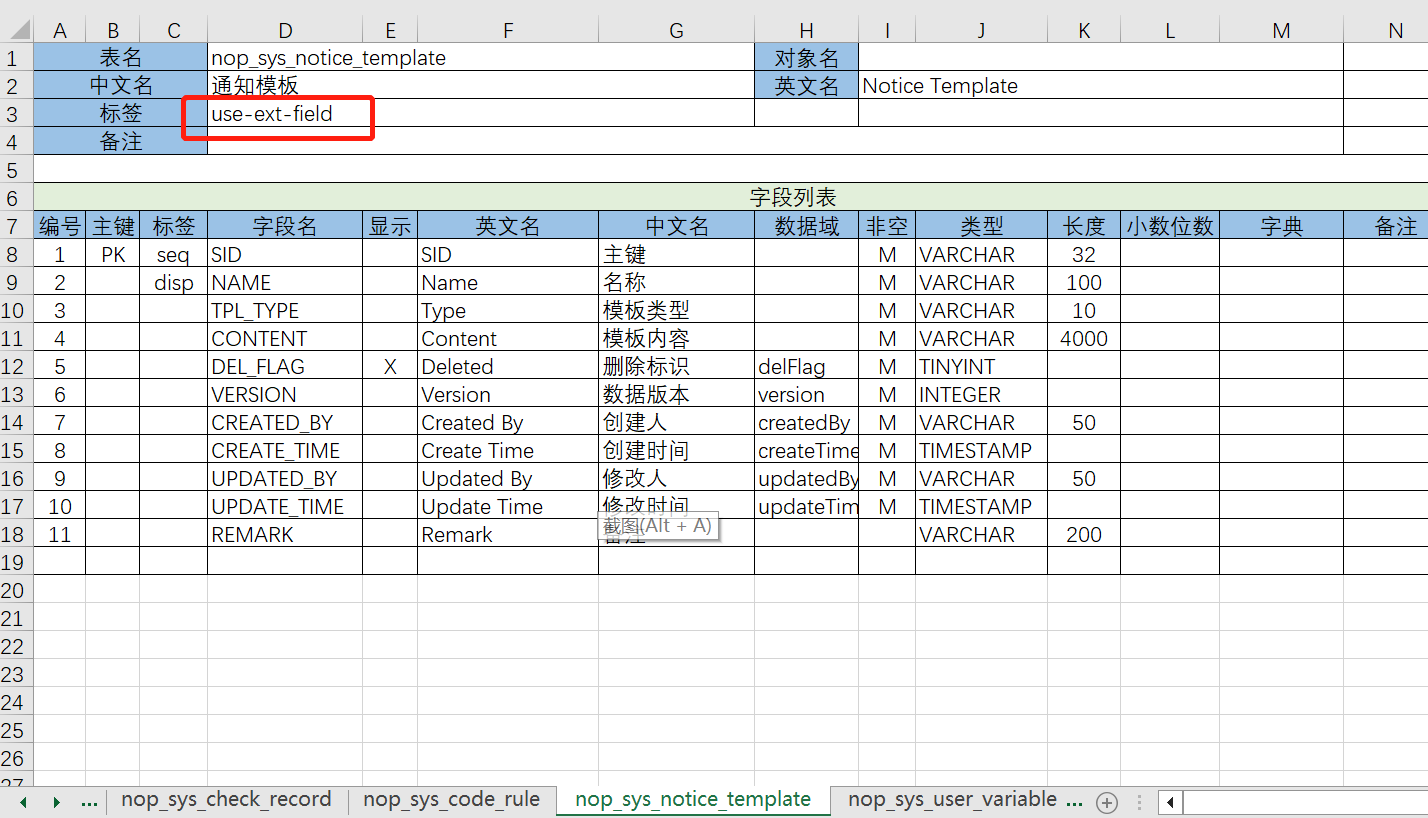 A B C D E F G H I J K L M N
1 表名 nop_sys_notice_template 对象名
2 中文名 通知模板 英文名 Notice Template
3 标签 use-ext-field
4 备注
5
6 字段列表
7 编号 主键 标签 字段名 显示 英文名 中文名 数据域 非空 类型 长度 小数位数 字典 备注
8 1 PK seq SID SID 主键 M VARCHAR 32
9 2 disp NAME Name 名称 M VARCHAR 100
10 3 TPL_TYPE Type 模板类型 M VARCHAR 10
11 4 CONTENT Content 模板内容 M VARCHAR 4000
12 5 DEL_FLAG X Deleted 删除标识 delFlag M TINYINT
13 6 VERSION Version 数据版本 version M INTEGER
14 7 CREATED_BY Created By 创建人 createdBy M VARCHAR 50
15 8 CREATE_TIME Create Time 创建时间 createTime M TIMESTAMP
16 9 UPDATED_BY Updated By 修改人 updatedBy M VARCHAR 50
17 10 UPDATE_TIME Update Time 修改时间 updateTim M TIMESTAMP
截图(Alt + A)
18 11 REMARK Remark 备注 VARCHAR 200
19
20
21
22
23
24
25
26
27
... nop_sys_check_record nop_sys_code_rule nop_sys_notice_template nop_sys_user_variable ...